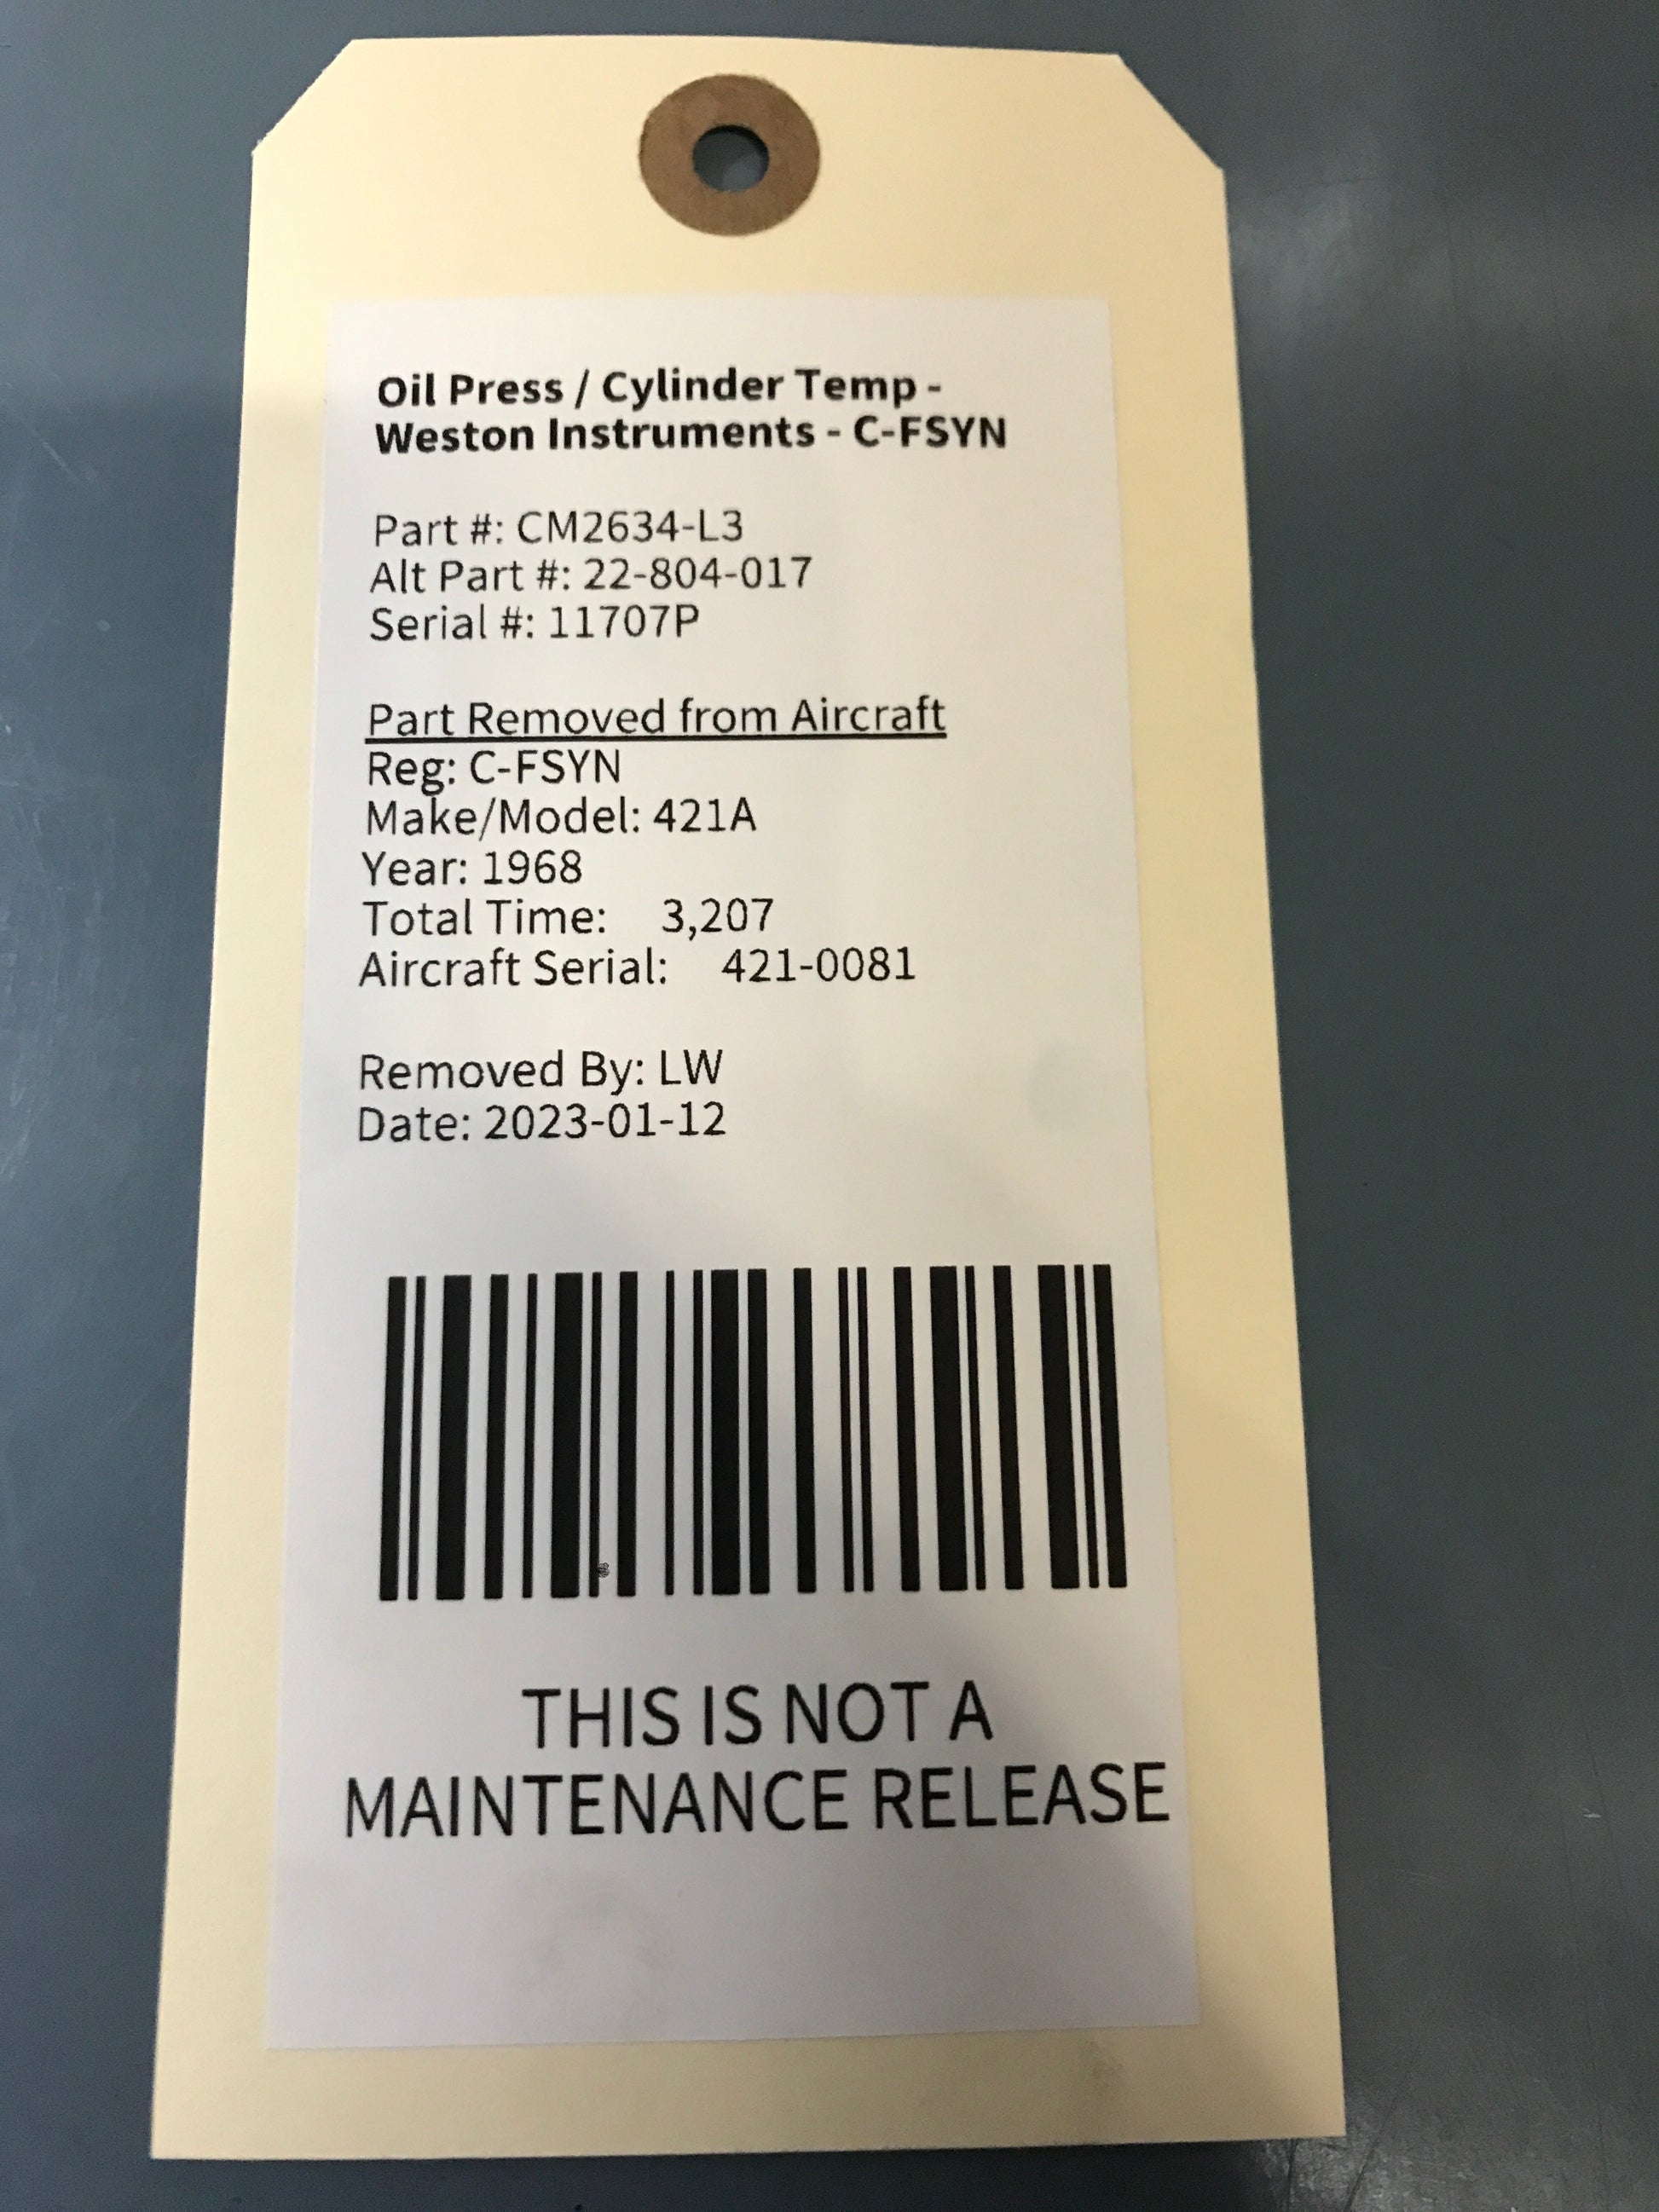 Oil Press / Cylinder Temp -
Weston Instruments - C-FSYN
Part #: CM2634-L3
Alt Part #: 22-804-017
Serial #: 11707P
Part Removed from Aircraft
Reg: C-FSYN
Make/Model: 421A
Year: 1968
Total Time: 3,207
Aircraft Serial: 421-0081
Removed By: LW
Date: 2023-01-12
THIS IS NOT A
MAINTENANCE RELEASE